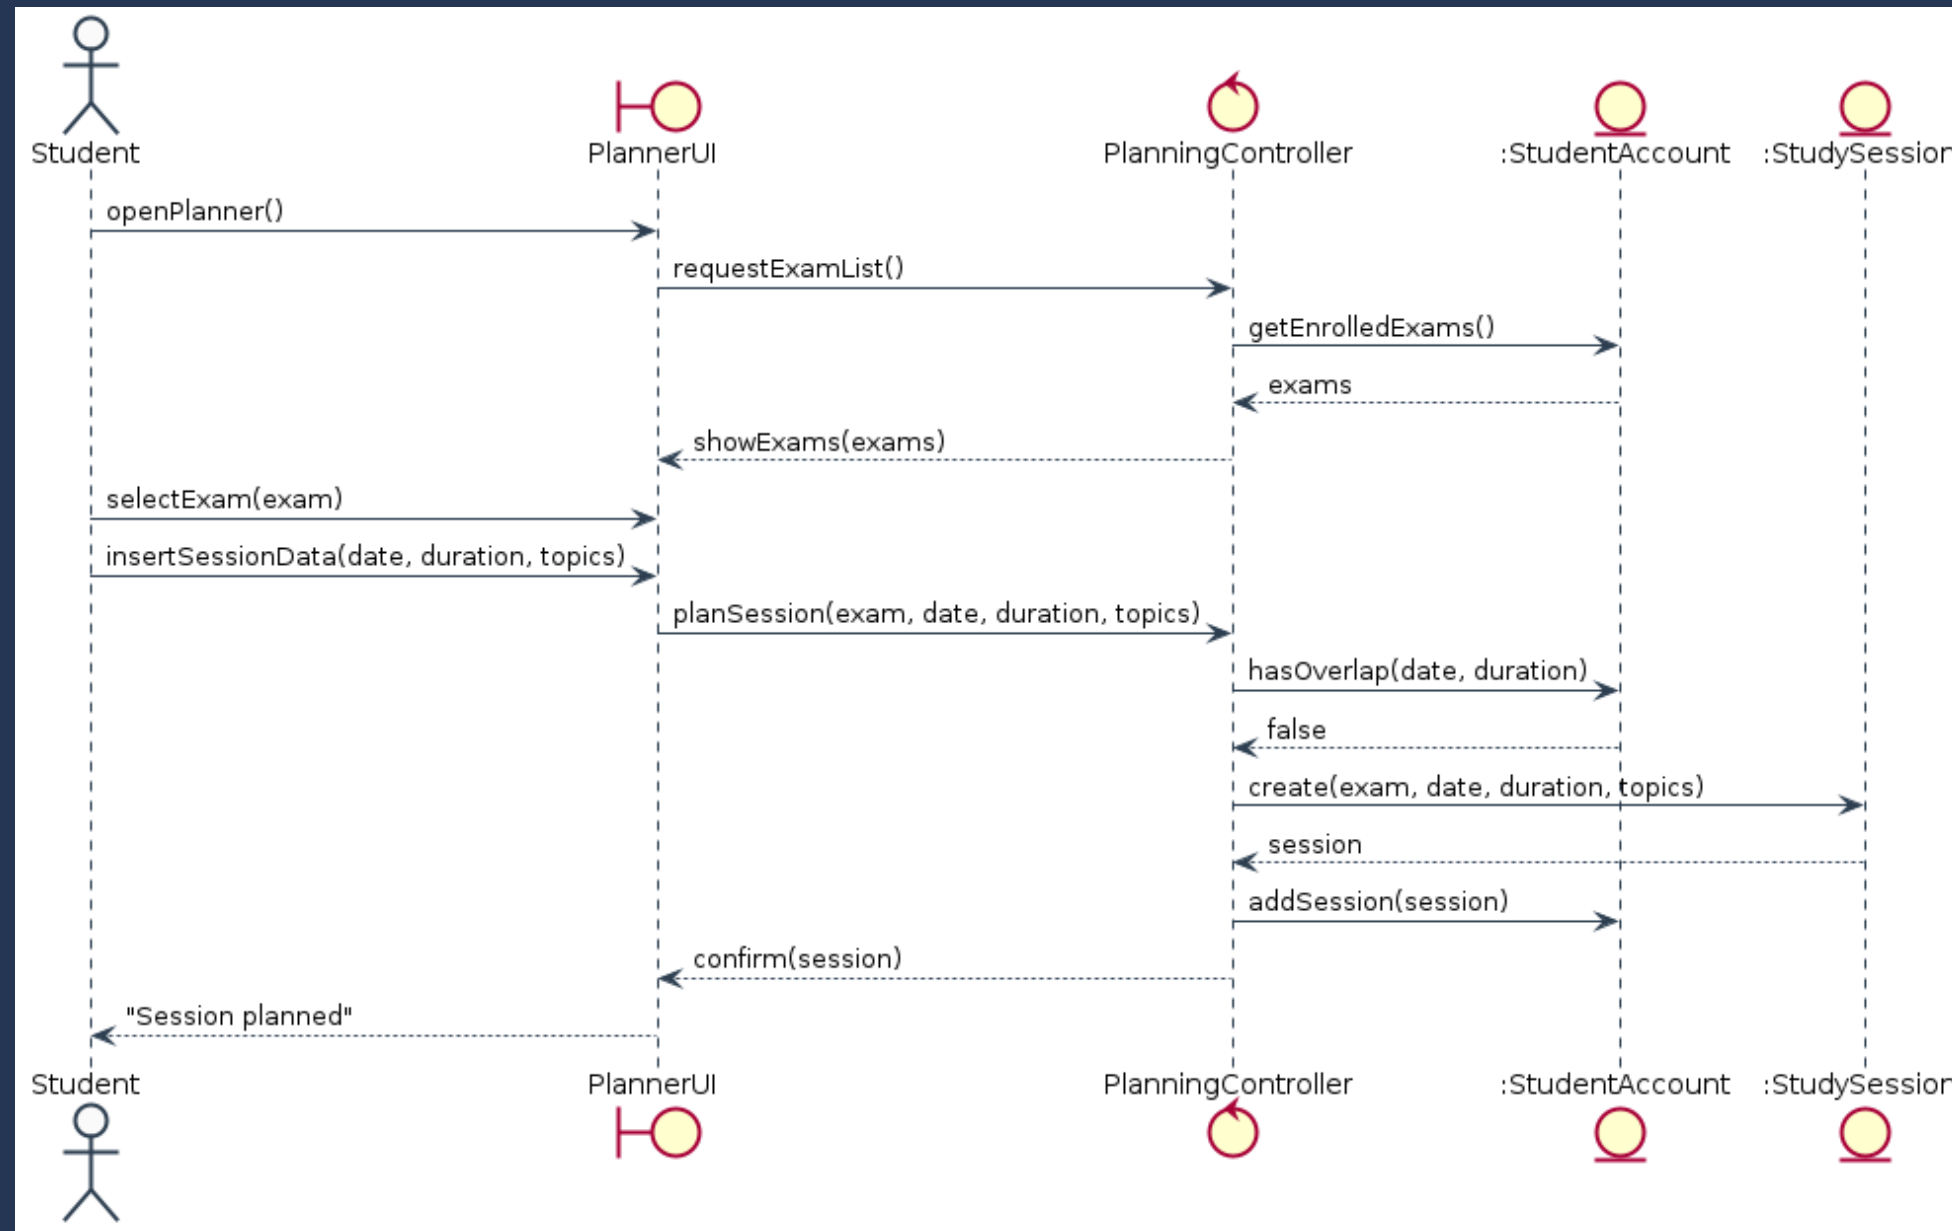 Student
PlannerUI
PlanningController
:StudentAccount
:StudySession
openPlanner()
requestExamList()
getEnrolledExams()
exams
showExams(exams)
selectExam(exam)
insertSessionData(date, duration, topics)
planSession(exam, date, duration, topics)
hasOverlap(date, duration)
false
create(exam, date, duration, topics)
session
addSession(session)
confirm(session)
"Session planned"
Student
PlannerUI
PlanningController
:StudentAccount
:StudySession